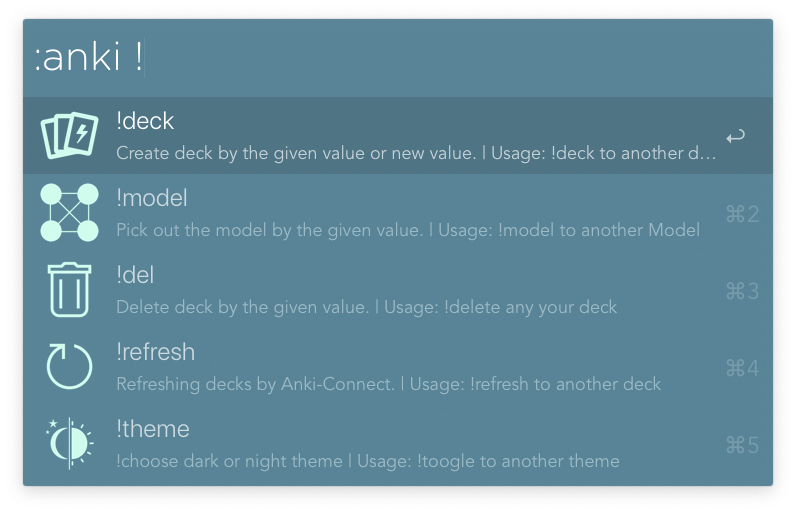 :anki !
!deck
Create deck by the given value or new value. | Usage: !deck to another d…
!model
Pick out the model by the given value. | Usage: !model to another Model
⌘2
!del
Delete deck by the given value. | Usage: !delete any your deck
⌘3
!refresh
Refreshing decks by Anki-Connect. | Usage: !refresh to another deck
⌘4
!theme
!choose dark or night theme | Usage: !toogle to another theme
⌘5